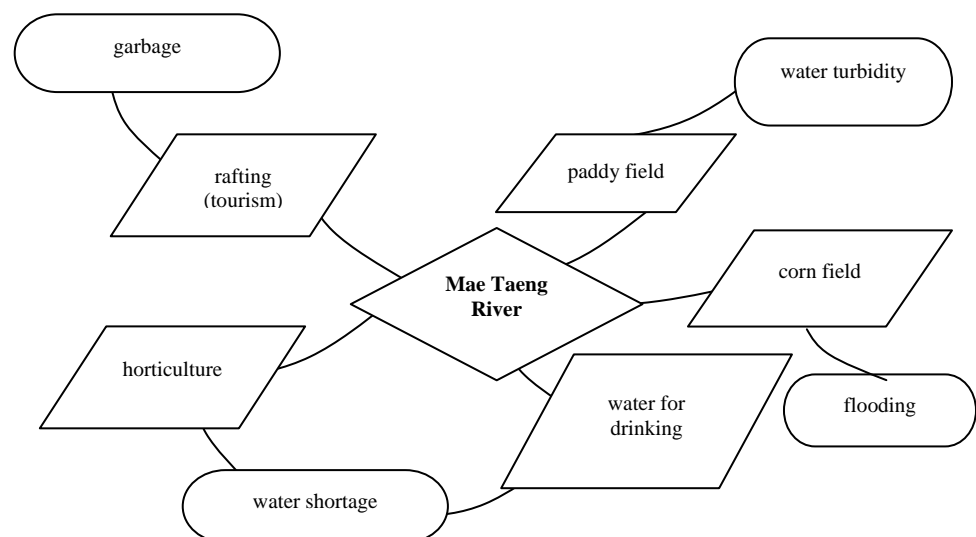 garbage
water turbidity
rafting
(tourism)
paddy field
Mae Taeng
River
corn field
horticulture
water for
drinking
flooding
water shortage